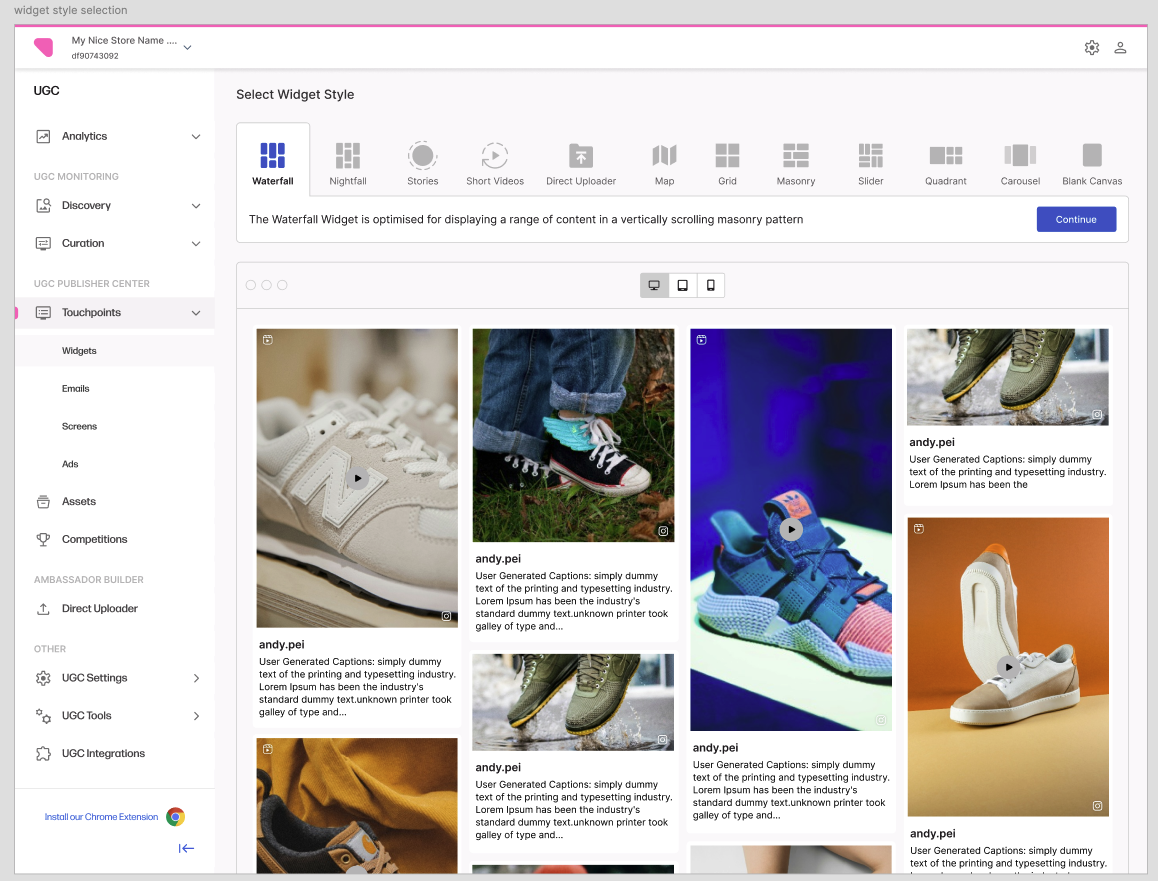 widget style selection
My Nice Store Name ....
df90743092
UGC
Analytics
UGC MONITORING
Discovery
Curation
UGC PUBLISHER CENTER
Touchpoints
Widgets
Emails
Screens
Ads
Assets
Competitions
AMBASSADOR BUILDER
Direct Uploader
OTHER
UGC Settings
UGC Tools
UGC Integrations
Install our Chrome Extension
Select Widget Style
Waterfall
Nightfall
Stories
Short Videos
Direct Uploader
Map
Grid
Masonry
Slider
Quadrant
Carousel
Blank Canvas
The Waterfall Widget is optimised for displaying a range of content in a vertically scrolling masonry pattern
Continue
N
andy.pei
User Generated Captions: simply dummy
text of the printing and typesetting industry.
Lorem Ipsum has been the industry's
standard dummy text.unknown printer took
galley of type and...
andy.pei
User Generated Captions: simply dummy
text of the printing and typesetting industry.
Lorem Ipsum has been the industry's
standard dummy text.unknown printer took
galley of type and...
andy.pei
User Generated Captions: simply dummy
text of the printing and typesetting industry.
Lorem Ipsum has been the industry's
standard dummy text.unknown printer took
galley of type and...
andy.pei
User Generated Captions: simply dummy
text of the printing and typesetting industry.
Lorem Ipsum has been the industry's
standard dummy text.unknown printer took
galley of type and...
andy.pei
User Generated Captions: simply dummy
text of the printing and typesetting industry.
Lorem Ipsum has been the
andy.pei
User Generated Captions: simply dummy
text of the printing and typesetting industry.